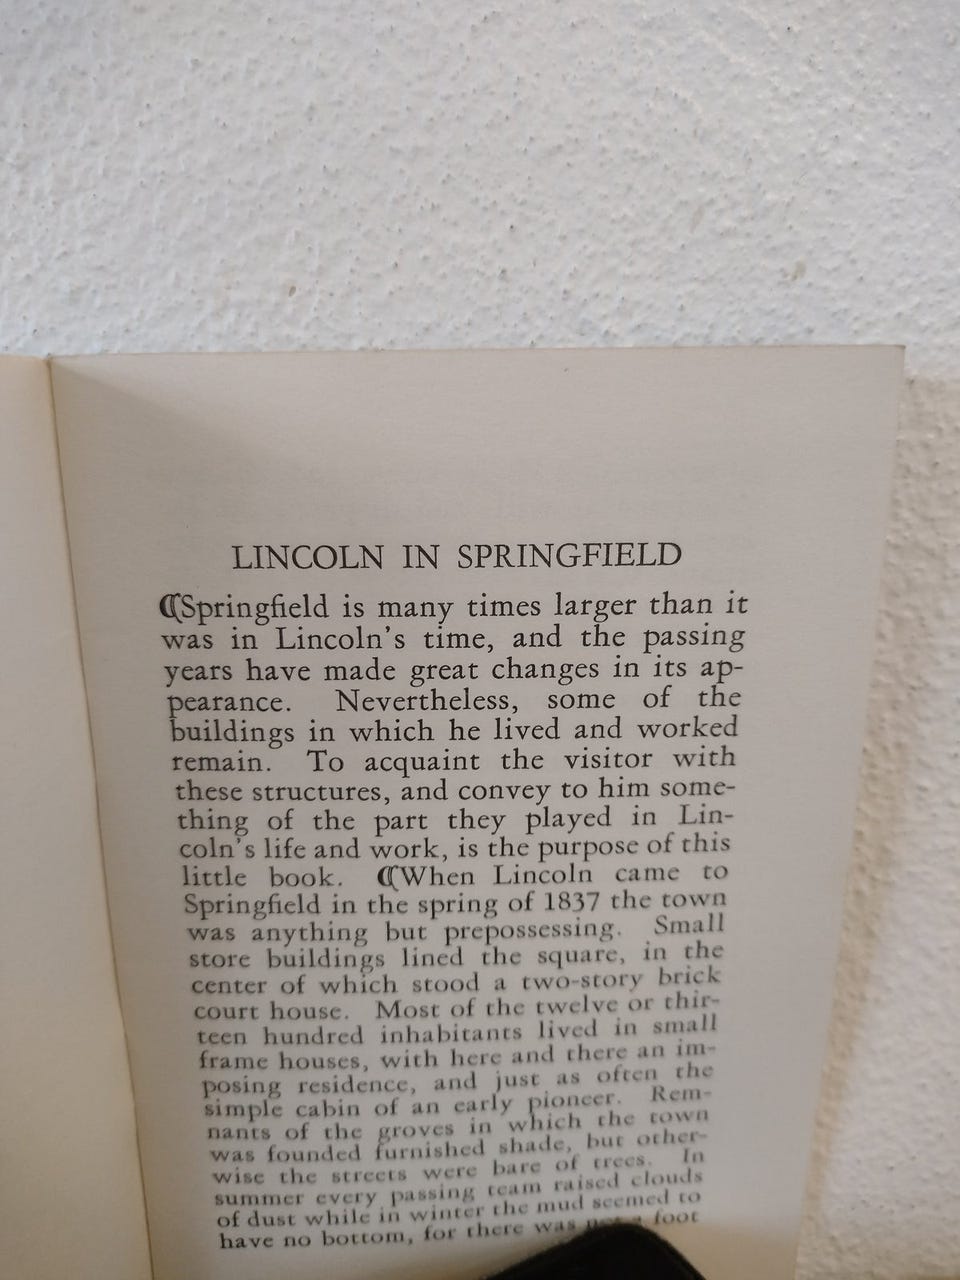 LINCOLN IN SPRINGFIELD
⸿Springfield is many times larger than it
was in Lincoln's time, and the passing
years have made great changes in its ap-
pearance. Nevertheless, some of the
buildings in which he lived and worked
remain. To acquaint the visitor with
these structures, and convey to him some-
thing of the part they played in Lin-
coln's life and work, is the purpose of this
little book. ⸿When Lincoln came to
Springfield in the spring of 1837 the town
was anything but prepossessing. Small
store buildings lined the square, in the
center of which stood a two-story brick
court house. Most of the twelve or thir-
teen hundred inhabitants lived in small
frame houses, with here and there an im-
posing residence, and just as often the
simple cabin of an early pioneer. Rem-
nants of the groves in which the town
was founded furnished shade, but other-
wise the streets were bare of trees. In
summer every passing team raised clouds
of dust while in winter the mud seemed to
have no bottom, for there was not a foot